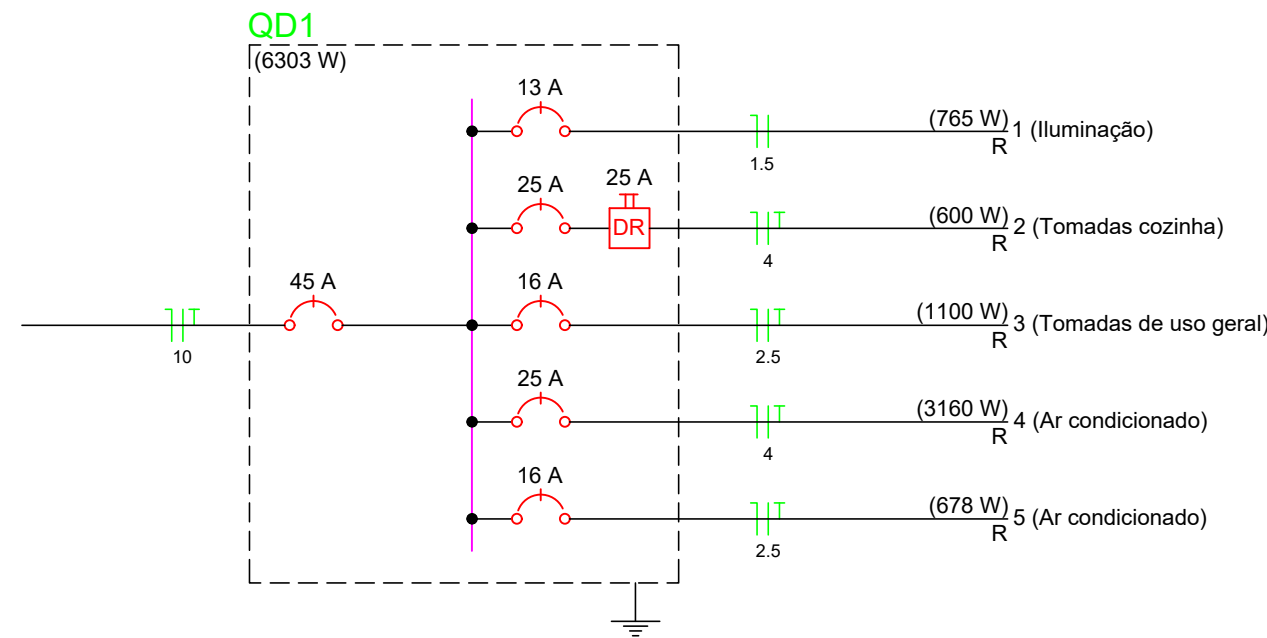 QD1
(6303 W)
13 A
(765 W)
1 (Iluminação)
R
1.5
25 A
25 A
DR
(600 W)
2 (Tomadas cozinha)
R
4
45 A
10
16 A
(1100 W)
3 (Tomadas de uso geral)
R
2.5
25 A
(3160 W)
4 (Ar condicionado)
R
4
16 A
(678 W)
5 (Ar condicionado)
R
2.5